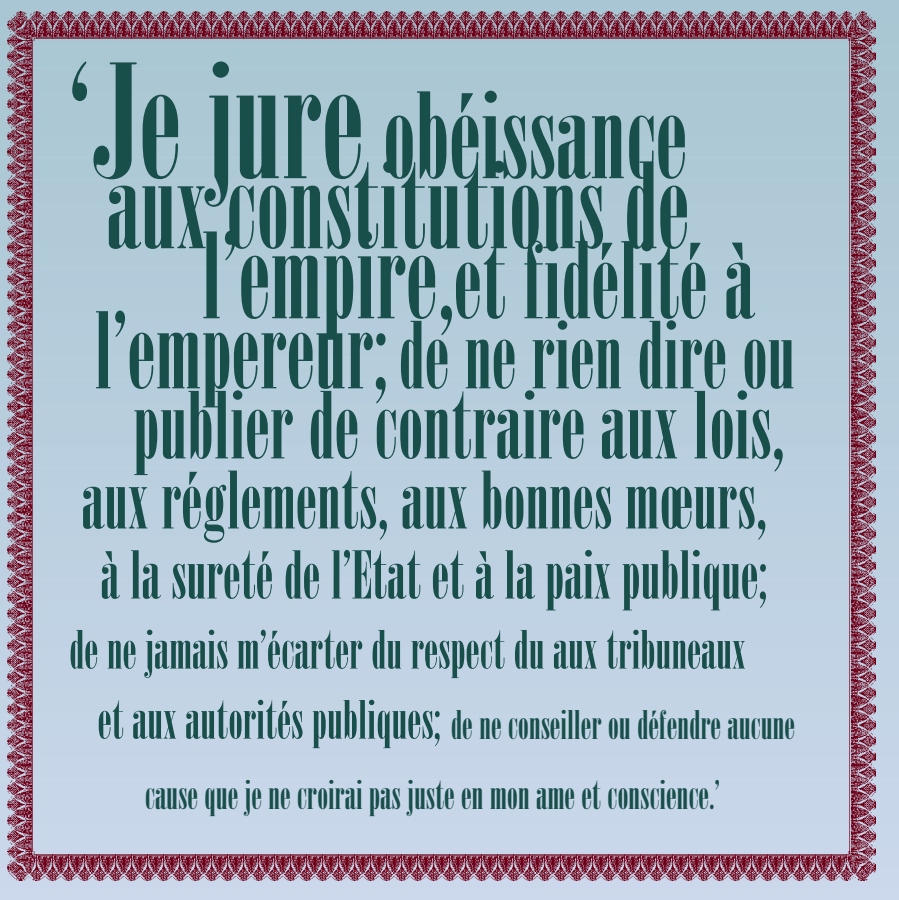 ‘Je jure obéissance
aux constitutions de
l’empire,et fidélité à
l’empereur; de ne rien dire ou
publier de contraire aux lois,
aux réglements, aux bonnes mœurs,
à la sureté de l’Etat et à la paix publique;
de ne jamais m’écarter du respect du aux tribuneaux
et aux autorités publiques; de ne conseiller ou défendre aucune
cause que je ne croirai pas juste en mon ame et conscience.’